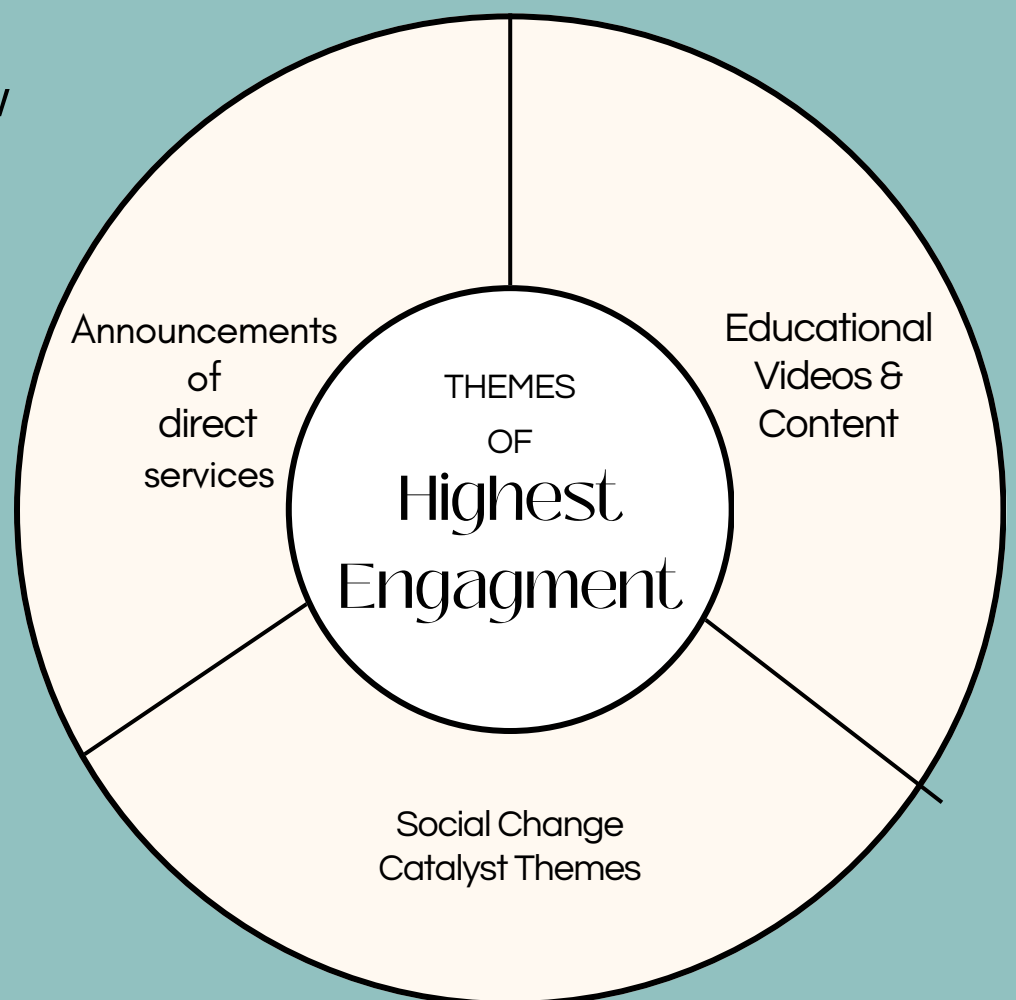 THEMES
OF
Highest
Engagment
Announcements
of
direct
services
Educational
Videos &
Content
Social Change
Catalyst Themes